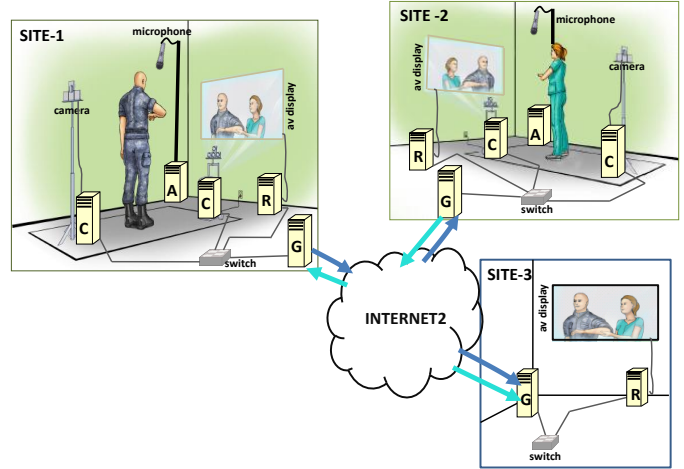 SITE-1
microphone
camera
av display
A
C
R
C
G
switch
SITE -2
microphone
av display
camera
A
C
R
C
G
switch
INTERNET2
SITE-3
av display
G
R
switch